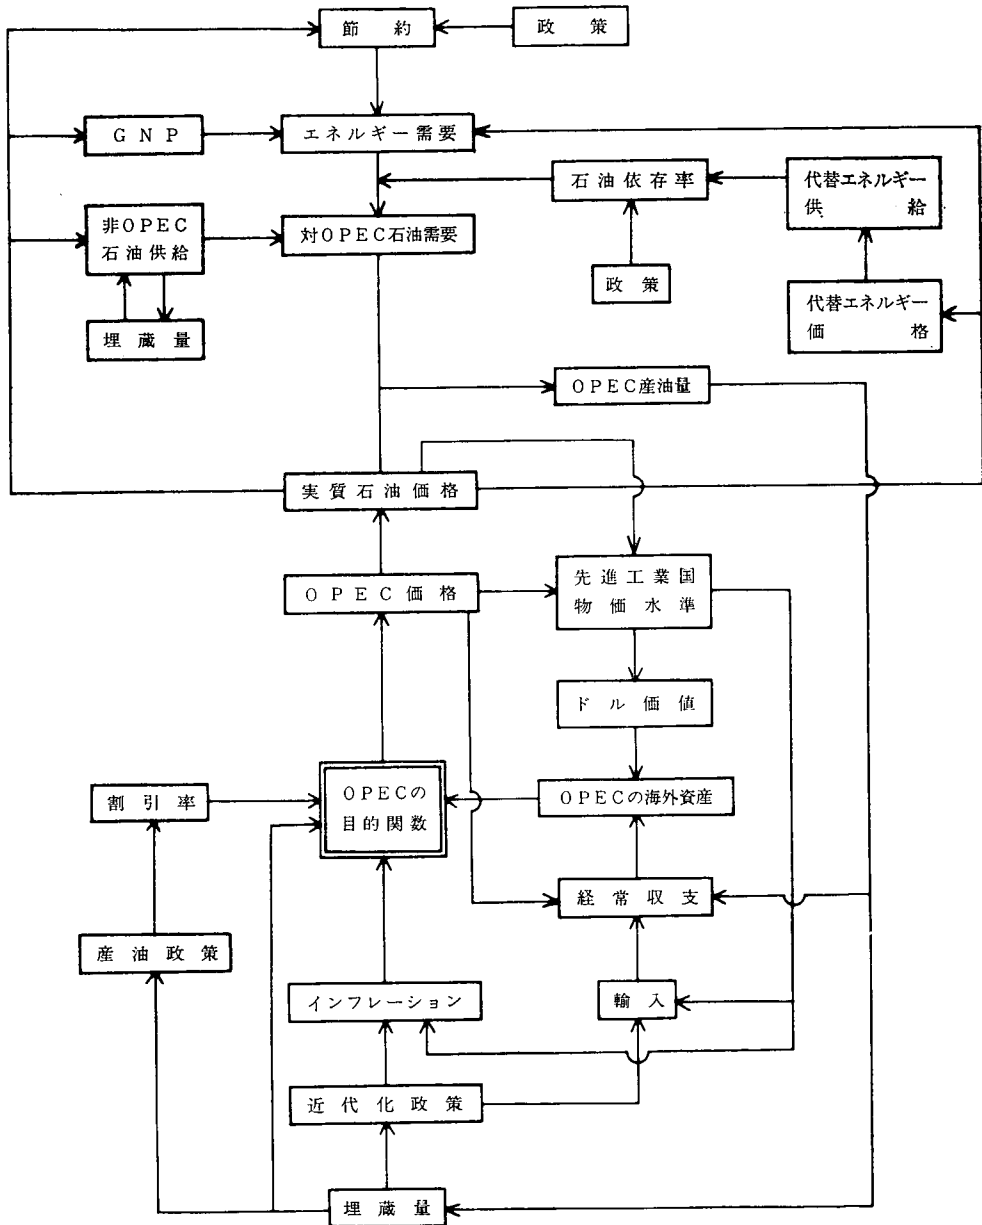 節約
政策
GNP
エネルギー需要
石油依存率
代替エネルギー
供給
非OPEC
石油供給
対OPEC石油需要
政策
代替エネルギー
価格
埋蔵量
OPEC産油量
実質石油価格
OPEC価格
先進工業国
物価水準
ドル価値
割引率
OPECの
目的関数
OPECの海外資産
経常収支
産油政策
インフレーション
輸入
近代化政策
埋蔵量